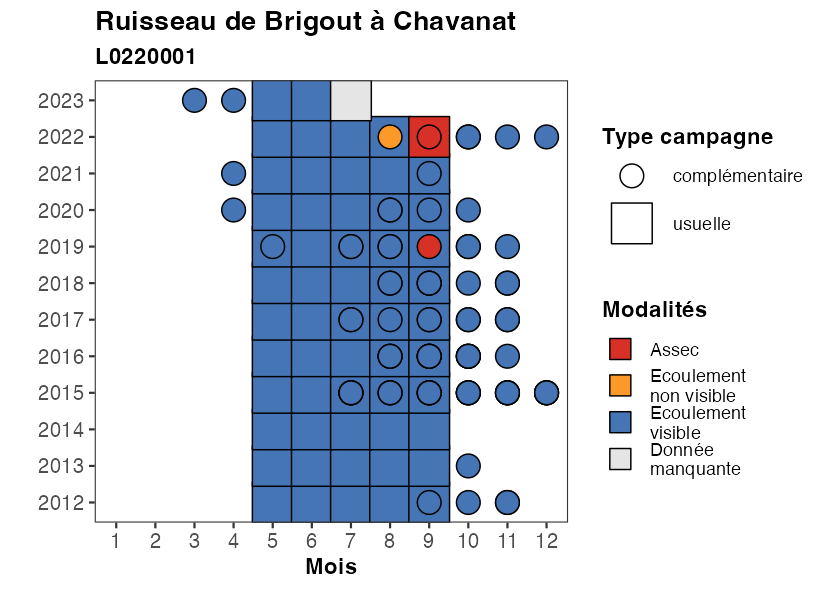 Ruisseau de Brigout à Chavanat
L0220001
2023
2022
2021
2020
2019
2018
2017
2016
2015
2014
2013
2012
1 2 3 4 5 6 7 8 9 10 11 12
Mois
Type campagne
complémentaire
usuelle
Modalités
Assec
Ecoulement
non visible
Ecoulement
visible
Donnée
manquante